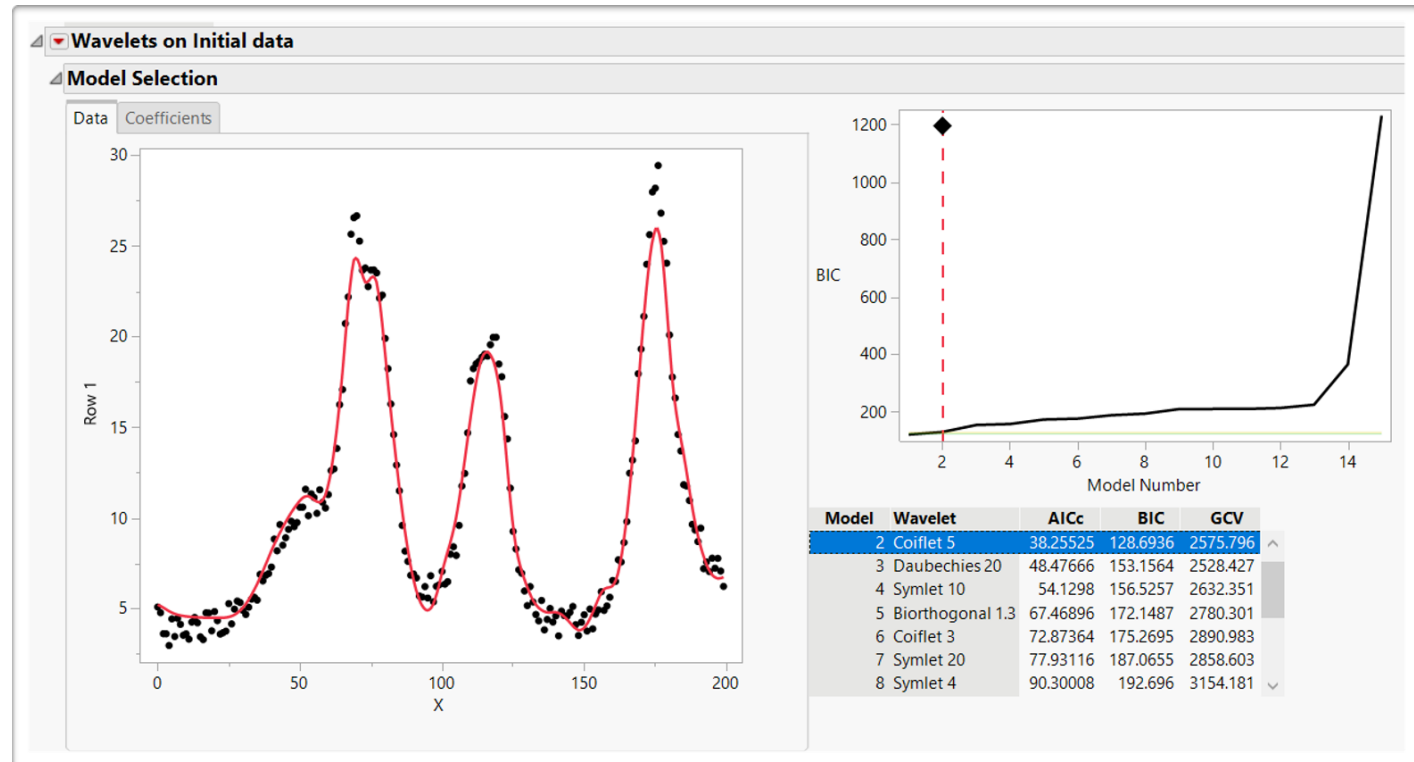 Wavelets on Initial data
Model Selection
Data Coefficients
30
25
20
15
10
5
Row 1
0 50 100 150 200
X
1200
1000
800
600
400
200
BIC
2 4 6 8 10 12 14
Model Number
Model Wavelet AICc BIC GCV
2 Coiflet 5 38.25525 128.6936 2575.796
3 Daubechies 20 48.47666 153.1564 2528.427
4 Symlet 10 54.1298 156.5257 2632.351
5 Biorthogonal 1.3 67.46896 172.1487 2780.301
6 Coiflet 3 72.87364 175.2695 2890.983
7 Symlet 20 77.93116 187.0655 2858.603
8 Symlet 4 90.30008 192.696 3154.181